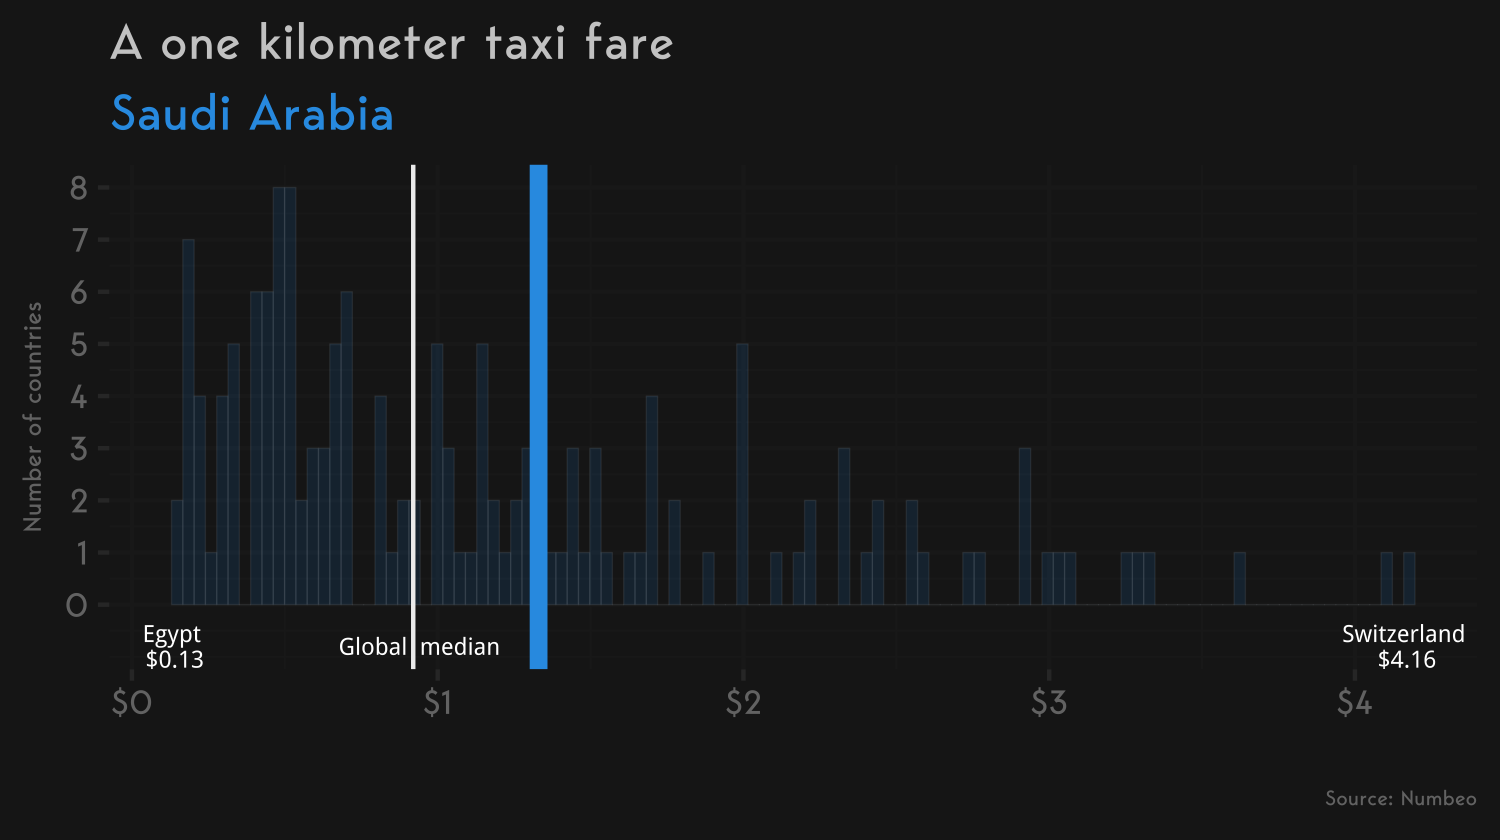 A one kilometer taxi fare
Saudi Arabia
Number of countries
8
7
6
5
4
3
2
1
0
Egypt
$0.13
Global median
Switzerland
$4.16
$0 $1 $2 $3 $4
Source: Numbeo